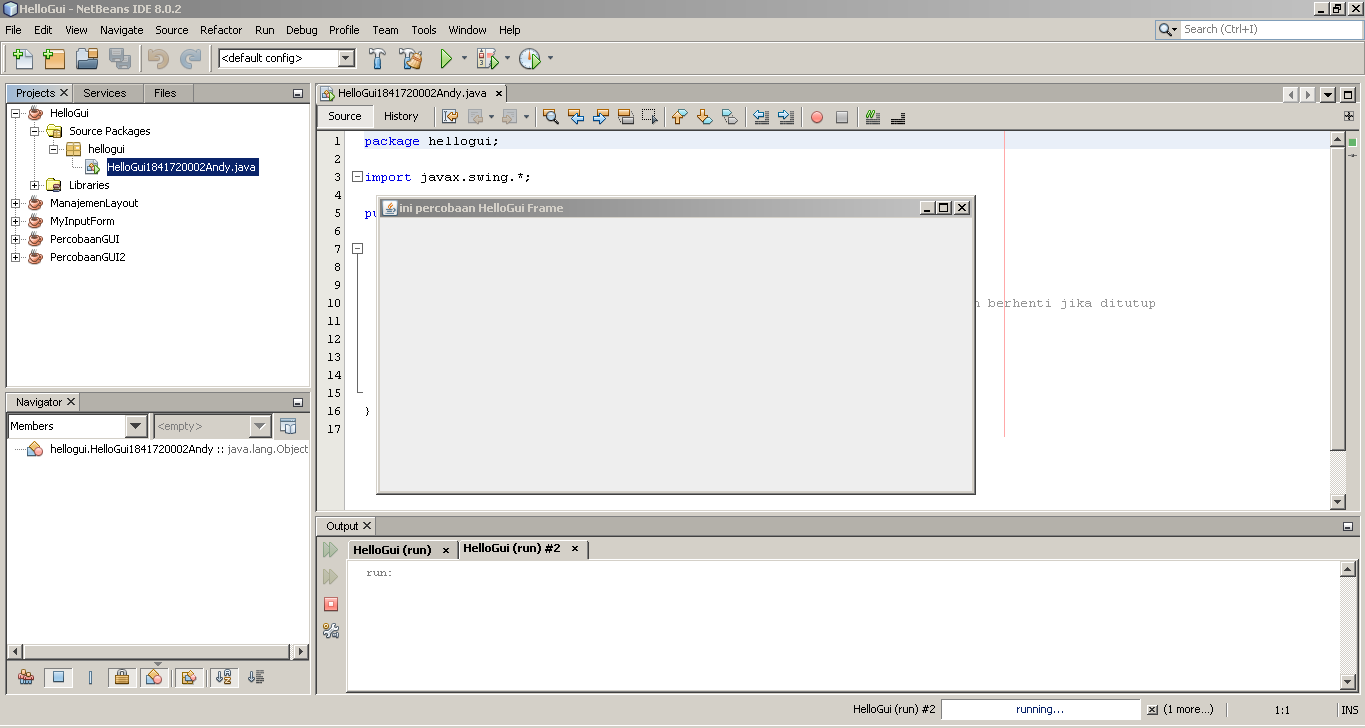 HelloGui - NetBeans IDE 8.0.2
File Edit View Navigate Source Refactor Run Debug Profile Team Tools Window Help
Search (Ctrl+I)
<default config>
Projects Services Files
HelloGui
Source Packages
hellogui
HelloGui1841720002Andy.java
Libraries
ManajemenLayout
MyInputForm
PercobaanGUI
PercobaanGUI2
Navigator
Members <empty>
hellogui.HelloGui1841720002Andy :: java.lang.Object
HelloGui1841720002Andy.java
Source History
1 package hellogui;
2
3 import javax.swing.*;
4
5
6
7
8
9
10 berhenti jika ditutup
11
12
13
14
15
16 }
17
ini percobaan HelloGui Frame
Output
HelloGui (run) HelloGui (run) #2
run:
HelloGui (run) #2 running... (1 more...) 1:1 INS